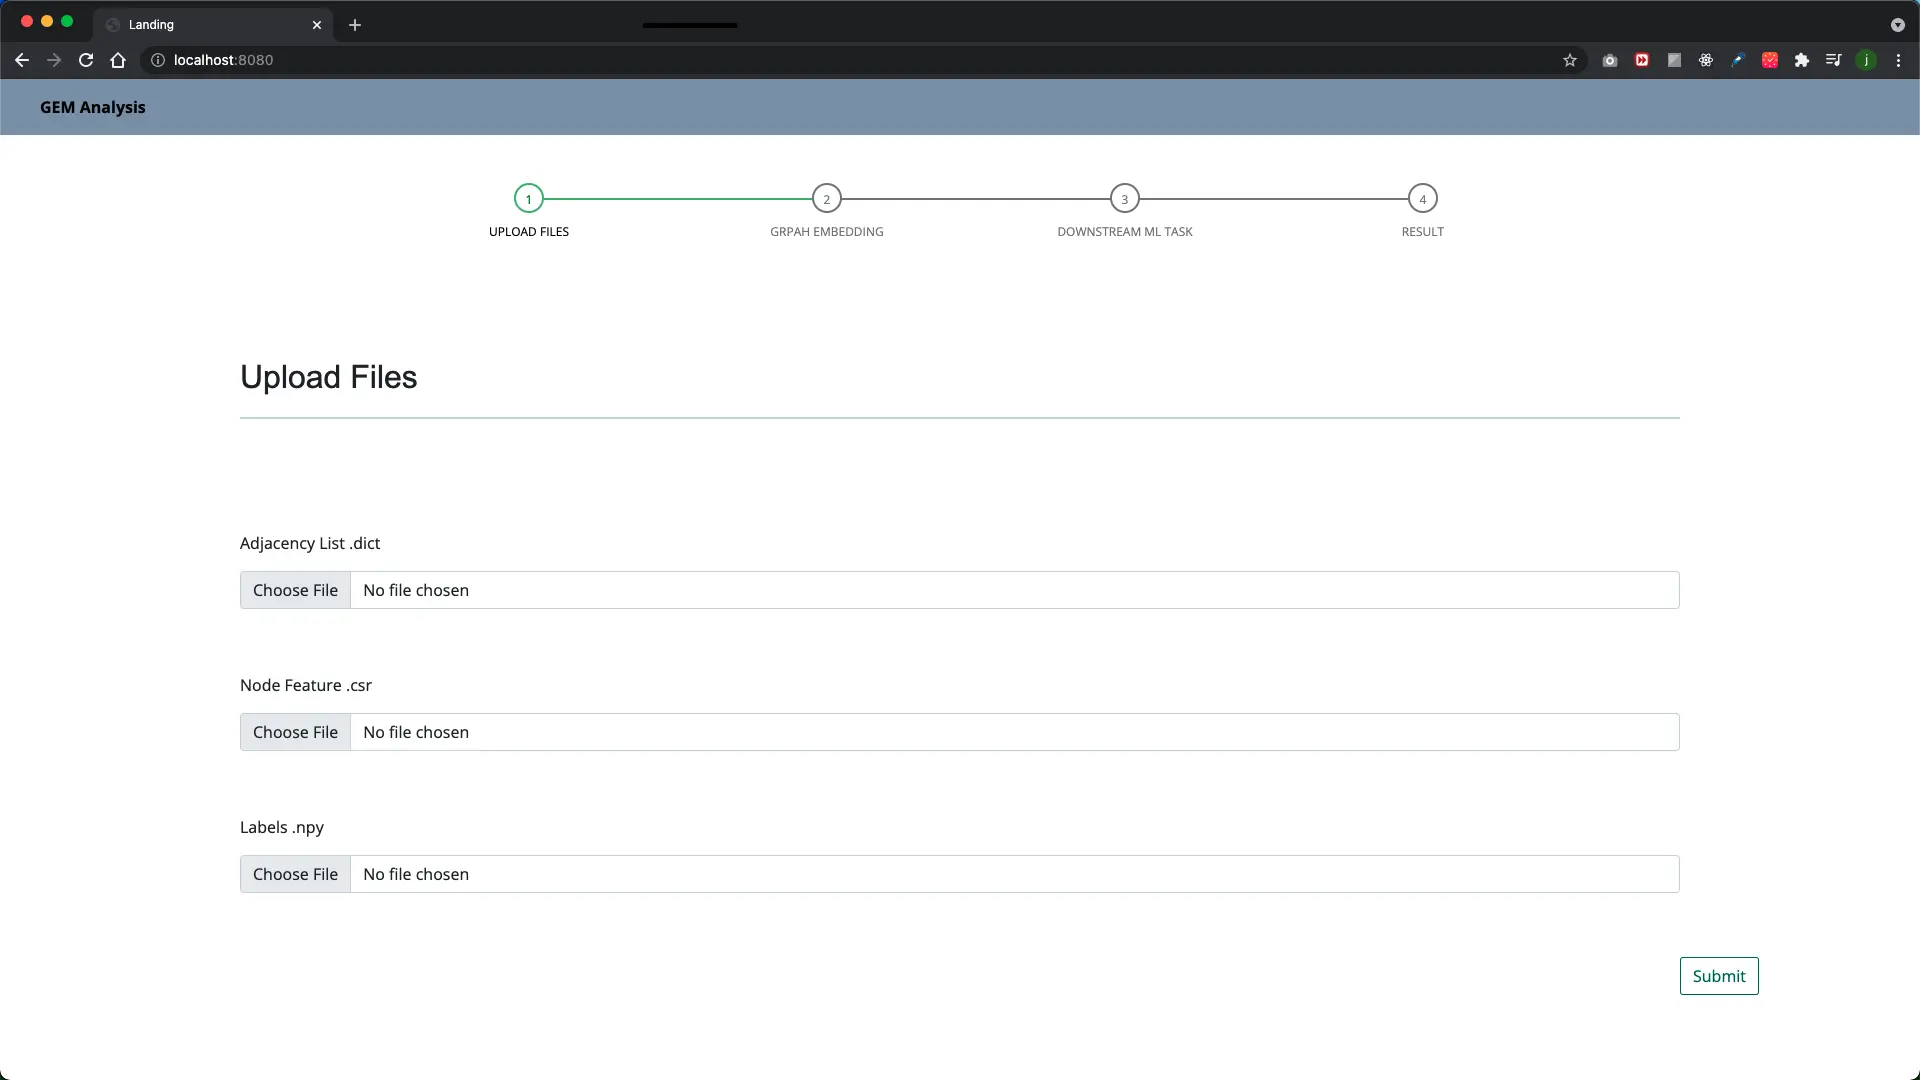 Landing
localhost:8080
j
GEM Analysis
1
2
3
4
UPLOAD FILES
GRPAH EMBEDDING
DOWNSTREAM ML TASK
RESULT
Upload Files
Adjacency List .dict
Choose File No file chosen
Node Feature .csr
Choose File No file chosen
Labels .npy
Choose File No file chosen
Submit